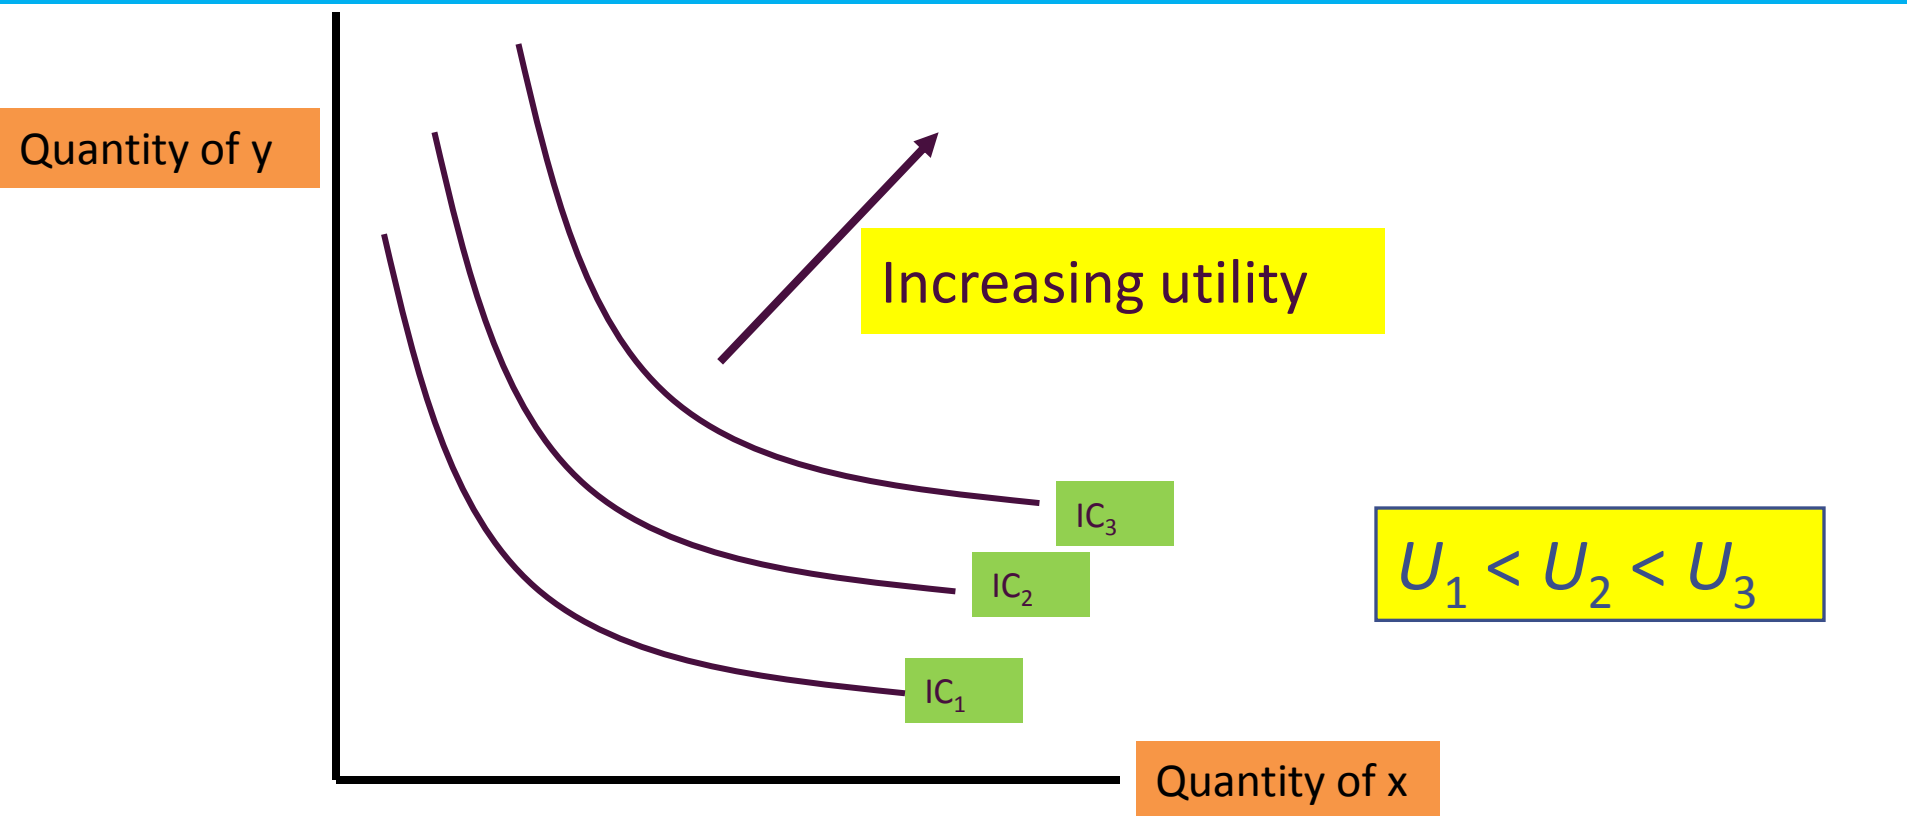 Quantity of y
Increasing utility
IC₃
IC₂
U₁ < U₂ < U₃
IC₁
Quantity of x